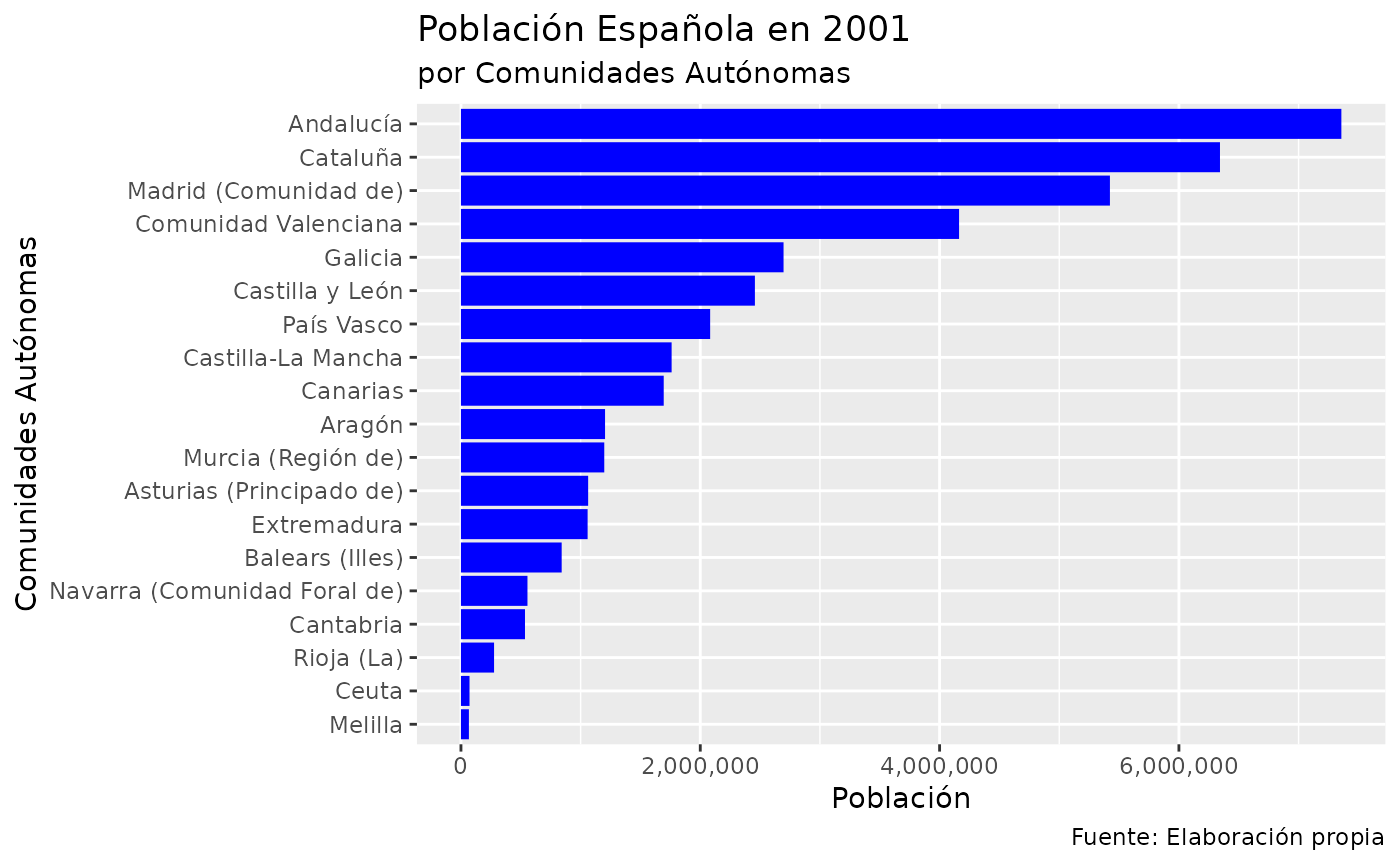 Población Española en 2001
por Comunidades Autónomas
Comunidades Autónomas
Andalucía
Cataluña
Madrid (Comunidad de)
Comunidad Valenciana
Galicia
Castilla y León
País Vasco
Castilla-La Mancha
Canarias
Aragón
Murcia (Región de)
Asturias (Principado de)
Extremadura
Balears (Illes)
Navarra (Comunidad Foral de)
Cantabria
Rioja (La)
Ceuta
Melilla
0 2,000,000 4,000,000 6,000,000
Población
Fuente: Elaboración propia